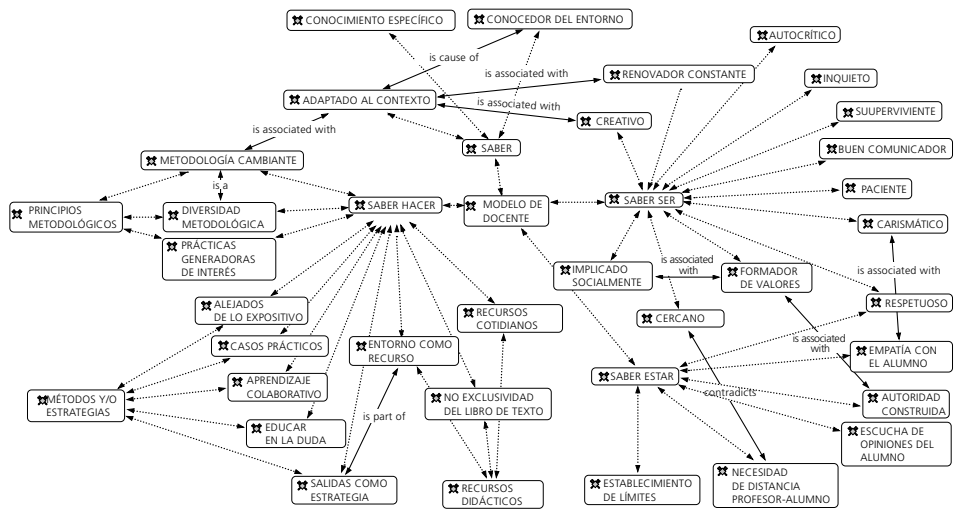 CONOCIMIENTO ESPECÍFICO
CONOCEDOR DEL ENTORNO
AUTOCRÍTICO
is cause of
is associated with
RENOVADOR CONSTANTE
INQUIETO
ADAPTADO AL CONTEXTO
is associated with
CREATIVO
SUUPERVIVIENTE
is associated with
SABER
BUEN COMUNICADOR
METODOLOGÍA CAMBIANTE
is a
PACIENTE
PRINCIPIOS
METODOLÓGICOS
DIVERSIDAD
METODOLÓGICA
SABER HACER
MODELO DE
DOCENTE
SABER SER
CARISMÁTICO
PRÁCTICAS
GENERADORAS
DE INTERÉS
IMPLICADO
SOCIALMENTE
is associated
with
FORMADOR
DE VALORES
is associated with
ALEJADOS
DE LO EXPOSITIVO
RECURSOS
COTIDIANOS
CERCANO
RESPETUOSO
CASOS PRÁCTICOS
ENTORNO COMO
RECURSO
is associated
with
EMPATÍA CON
EL ALUMNO
APRENDIZAJE
COLABORATIVO
SABER ESTAR
MÉTODOS Y/O
ESTRATEGIAS
is part of
NO EXCLUSIVIDAD
DEL LIBRO DE TEXTO
contradicts
AUTORIDAD
CONSTRUIDA
EDUCAR
EN LA DUDA
ESCUCHA DE
OPINIONES DEL
ALUMNO
SALIDAS COMO
ESTRATEGIA
RECURSOS
DIDÁCTICOS
ESTABLECIMIENTO
DE LÍMITES
NECESIDAD
DE DISTANCIA
PROFESOR-ALUMNO